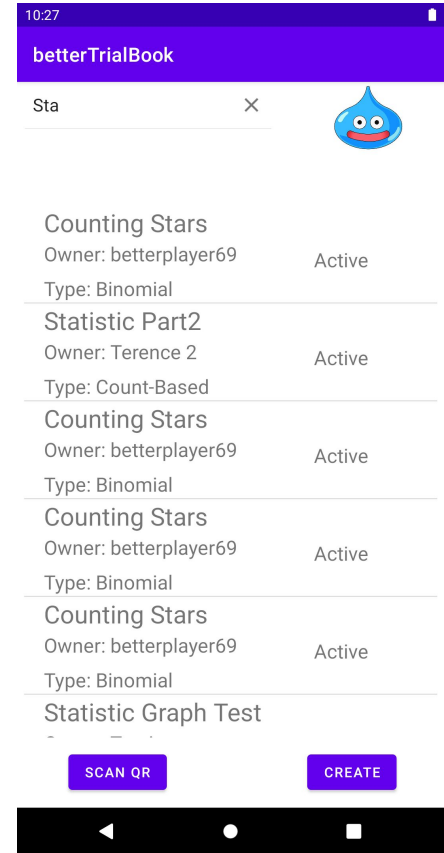 10:27
betterTrialBook
Sta
Counting Stars
Owner: betterplayer69
Active
Type: Binomial
Statistic Part2
Owner: Terence 2
Active
Type: Count-Based
Counting Stars
Owner: betterplayer69
Active
Type: Binomial
Counting Stars
Owner: betterplayer69
Active
Type: Binomial
Counting Stars
Owner: betterplayer69
Active
Type: Binomial
Statistic Graph Test
SCAN QR
CREATE